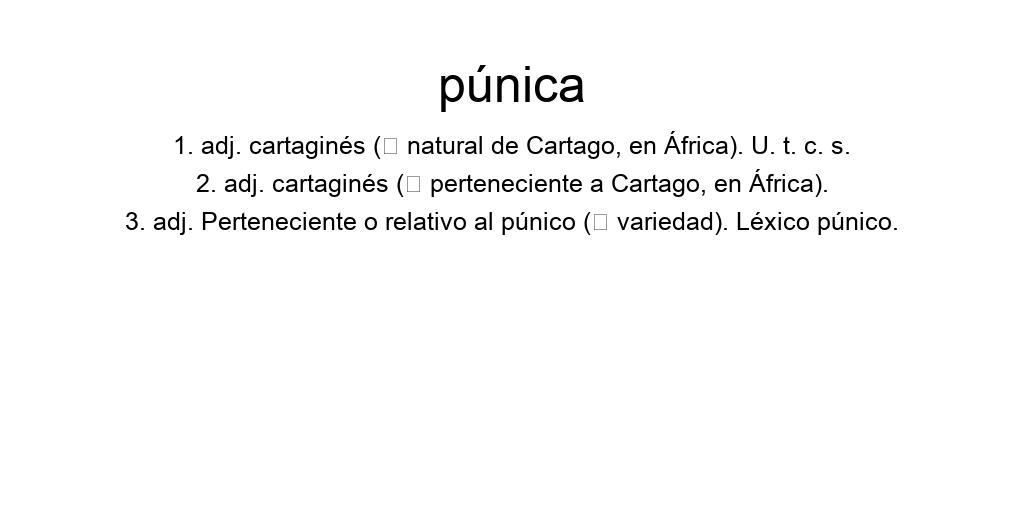 púnica
1. adj. cartaginés (□ natural de Cartago, en África). U. t. c. s.
2. adj. cartaginés (□ perteneciente a Cartago, en África).
3. adj. Perteneciente o relativo al púnico (□ variedad). Léxico púnico.